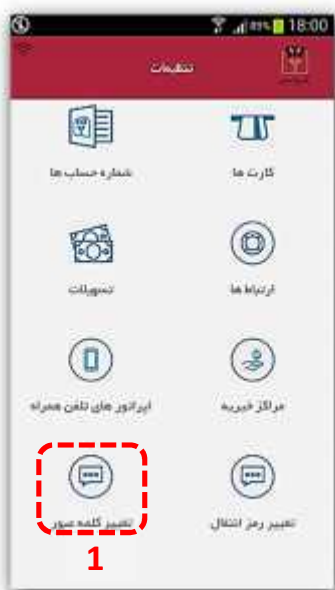 18:00 89%
تنظیمات
کارت ها
شماره حساب ها
ارتباط ها
تسهیلات
مراکز خیریه
اپراتور های تلفن همراه
تغییر رمز انتقال
تغییر کلمه عبور
1